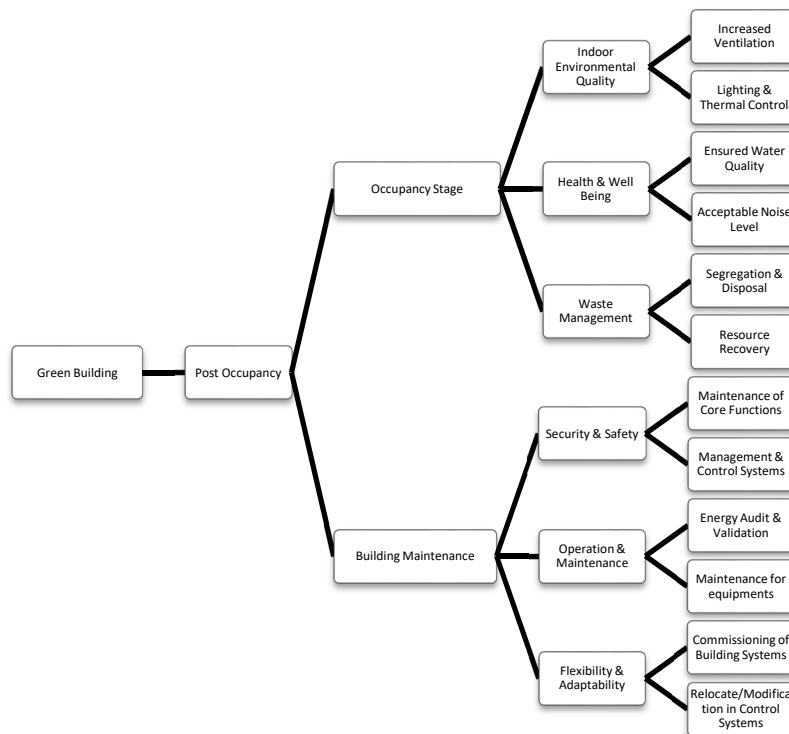 Green Building
Post Occupancy
Occupancy Stage
Indoor
Environmental
Quality
Increased
Ventilation
Lighting &
Thermal Control
Health & Well
Being
Ensured Water
Quality
Acceptable Noise
Level
Waste
Management
Segregation &
Disposal
Resource
Recovery
Building Maintenance
Security & Safety
Maintenance of
Core Functions
Management &
Control Systems
Operation &
Maintenance
Energy Audit &
Validation
Maintenance for
equipments
Flexibility &
Adaptability
Commissioning of
Building Systems
Relocate/Modifica
tion in Control
Systems